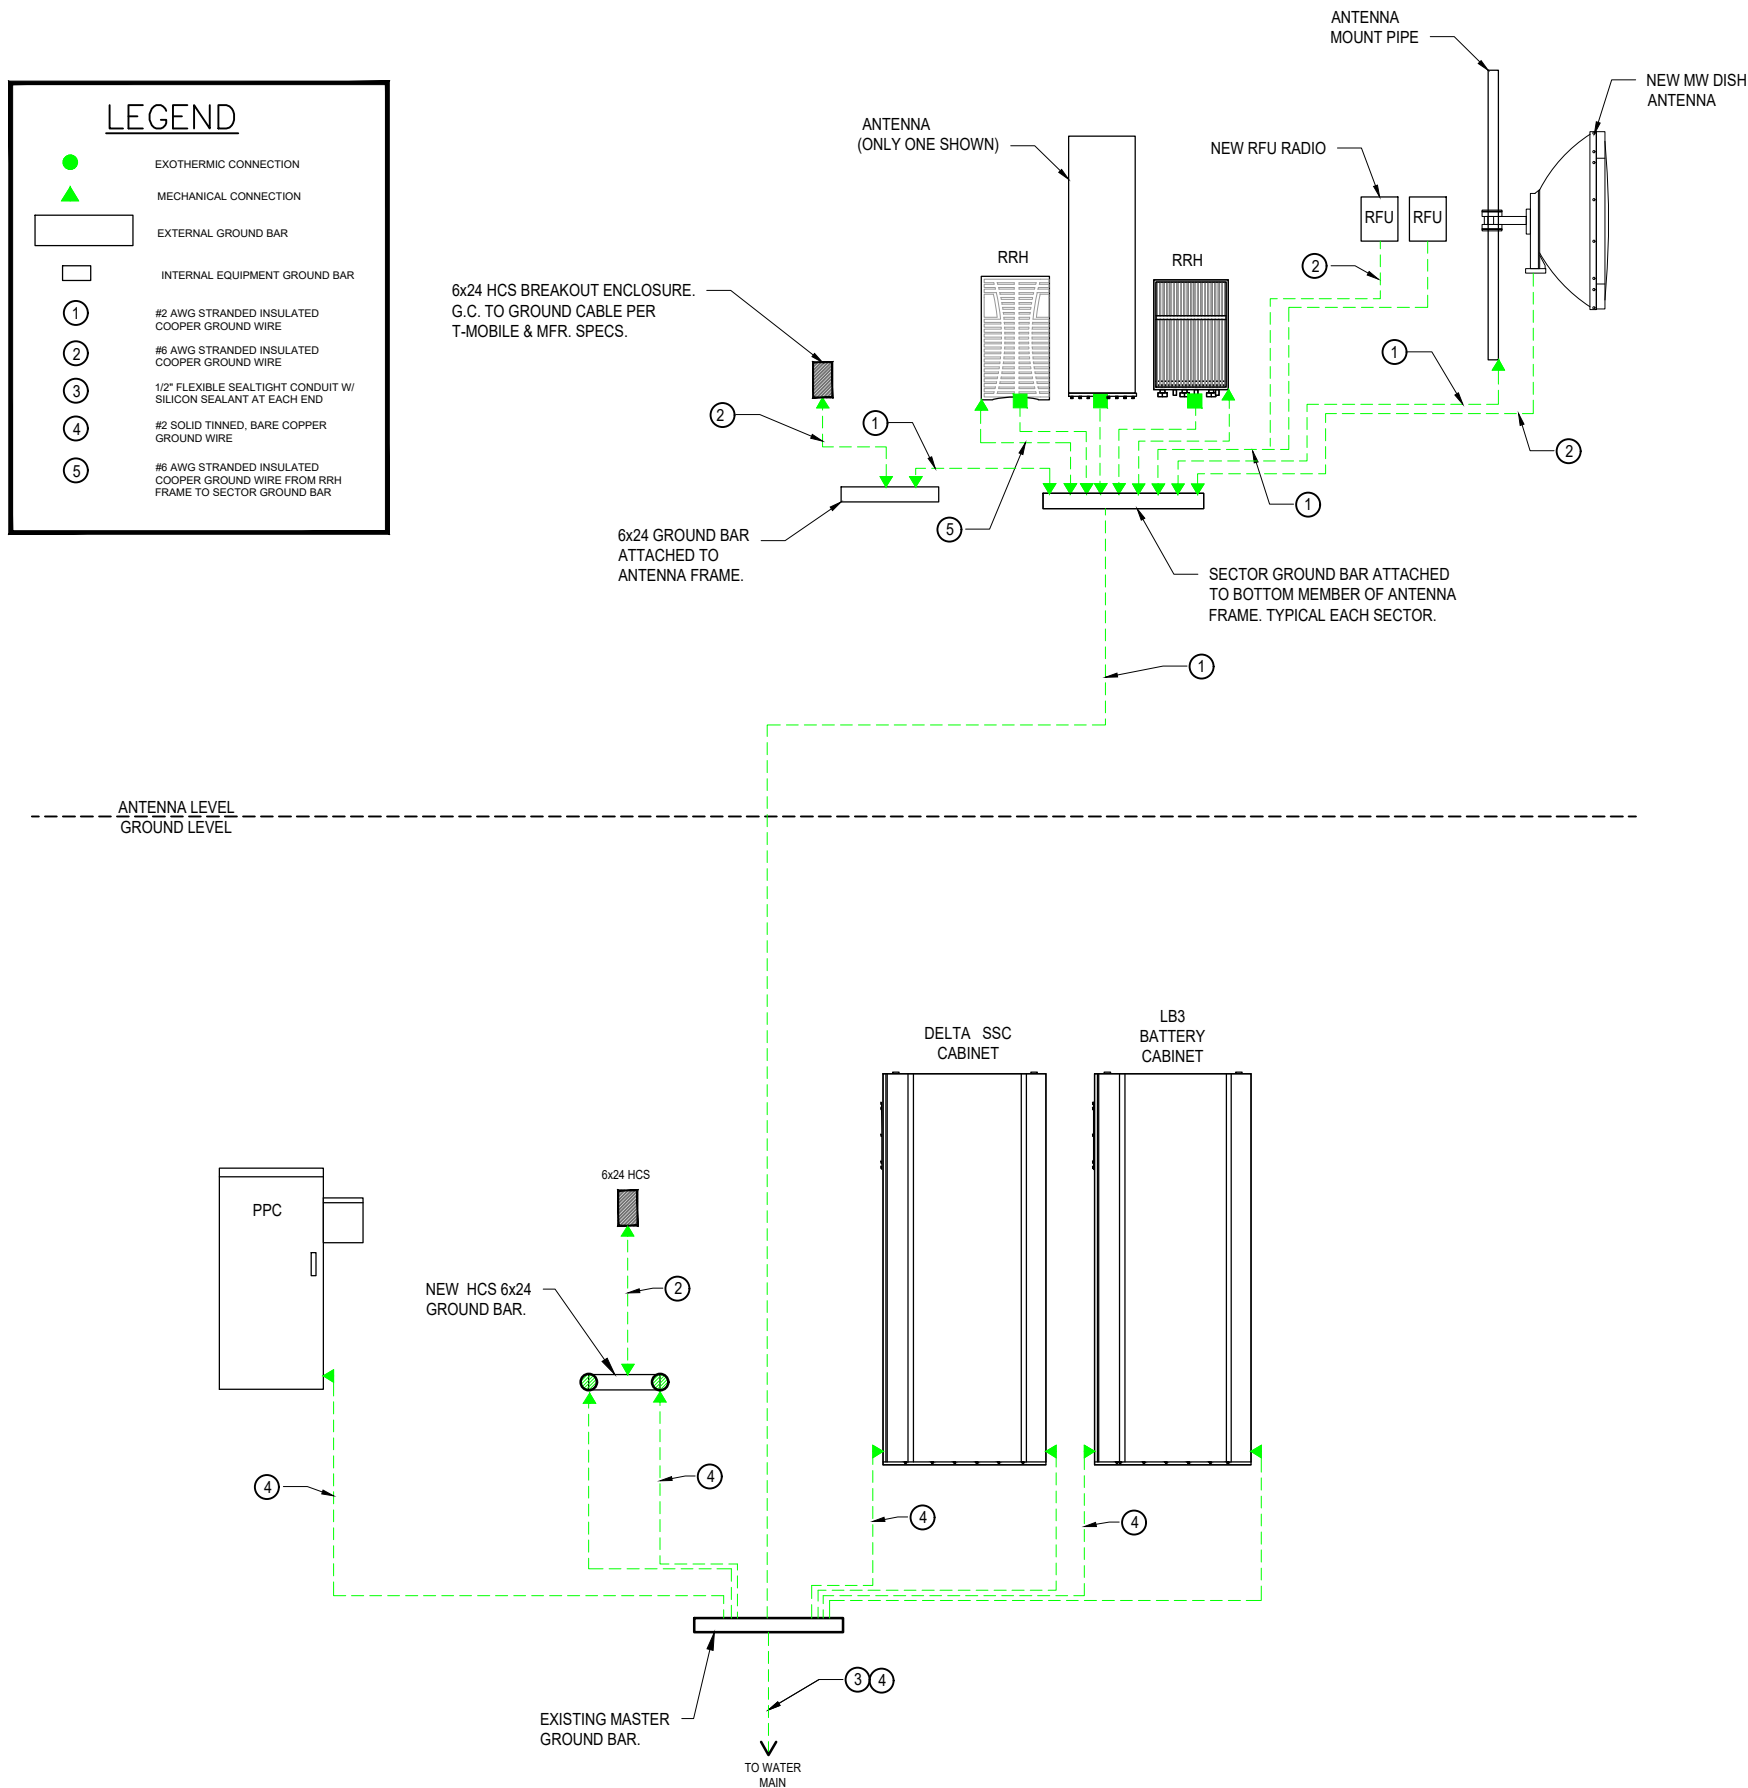 LEGEND
EXOTHERMIC CONNECTION
MECHANICAL CONNECTION
EXTERNAL GROUND BAR
INTERNAL EQUIPMENT GROUND BAR
1
#2 AWG STRANDED INSULATED
COOPER GROUND WIRE
2
#6 AWG STRANDED INSULATED
COOPER GROUND WIRE
3
1/2" FLEXIBLE SEALTIGHT CONDUIT W/
SILICON SEALANT AT EACH END
4
#2 SOLID TINNED, BARE COPPER
GROUND WIRE
5
#6 AWG STRANDED INSULATED
COOPER GROUND WIRE FROM RRH
FRAME TO SECTOR GROUND BAR
ANTENNA
MOUNT PIPE
NEW MW DISH
ANTENNA
ANTENNA
(ONLY ONE SHOWN)
NEW RFU RADIO
RFU
RFU
RRH
RRH
2
6x24 HCS BREAKOUT ENCLOSURE.
G.C. TO GROUND CABLE PER
T-MOBILE & MFR. SPECS.
1
2
1
2
1
5
6x24 GROUND BAR
ATTACHED TO
ANTENNA FRAME.
SECTOR GROUND BAR ATTACHED
TO BOTTOM MEMBER OF ANTENNA
FRAME. TYPICAL EACH SECTOR.
1
ANTENNA LEVEL
GROUND LEVEL
DELTA SSC
CABINET
LB3
BATTERY
CABINET
PPC
6x24 HCS
2
NEW HCS 6x24
GROUND BAR.
4
4
4
4
3
4
EXISTING MASTER
GROUND BAR.
TO WATER
MAIN